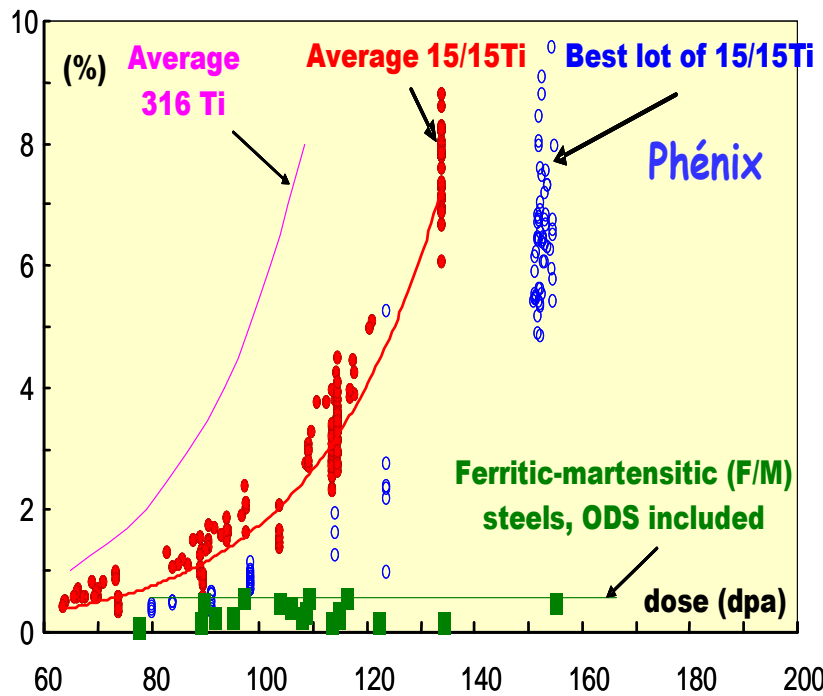 10
(%)
Average
316 Ti
Average 15/15Ti
Best lot of 15/15Ti
Phénix
8
6
4
2
0
Ferritic-martensitic (F/M)
steels, ODS included
dose (dpa)
60 80 100 120 140 160 180 200